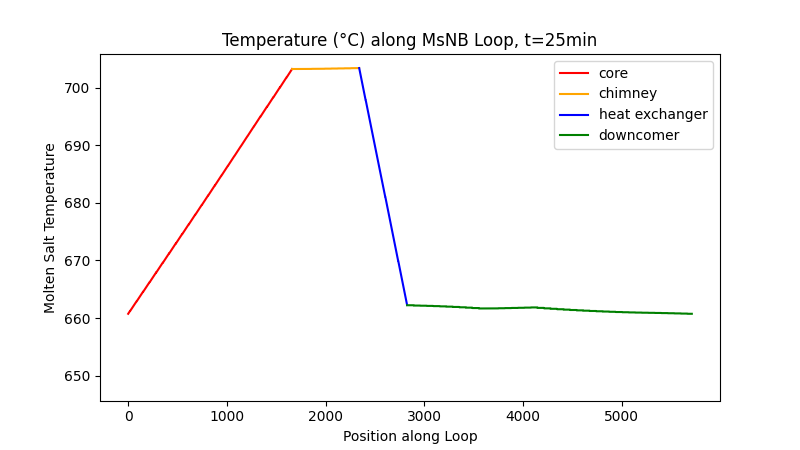 Temperature (°C) along MsNB Loop, t=25min
Molten Salt Temperature
700
690
680
670
660
650
core
chimney
heat exchanger
downcomer
0
1000
2000
3000
4000
5000
Position along Loop